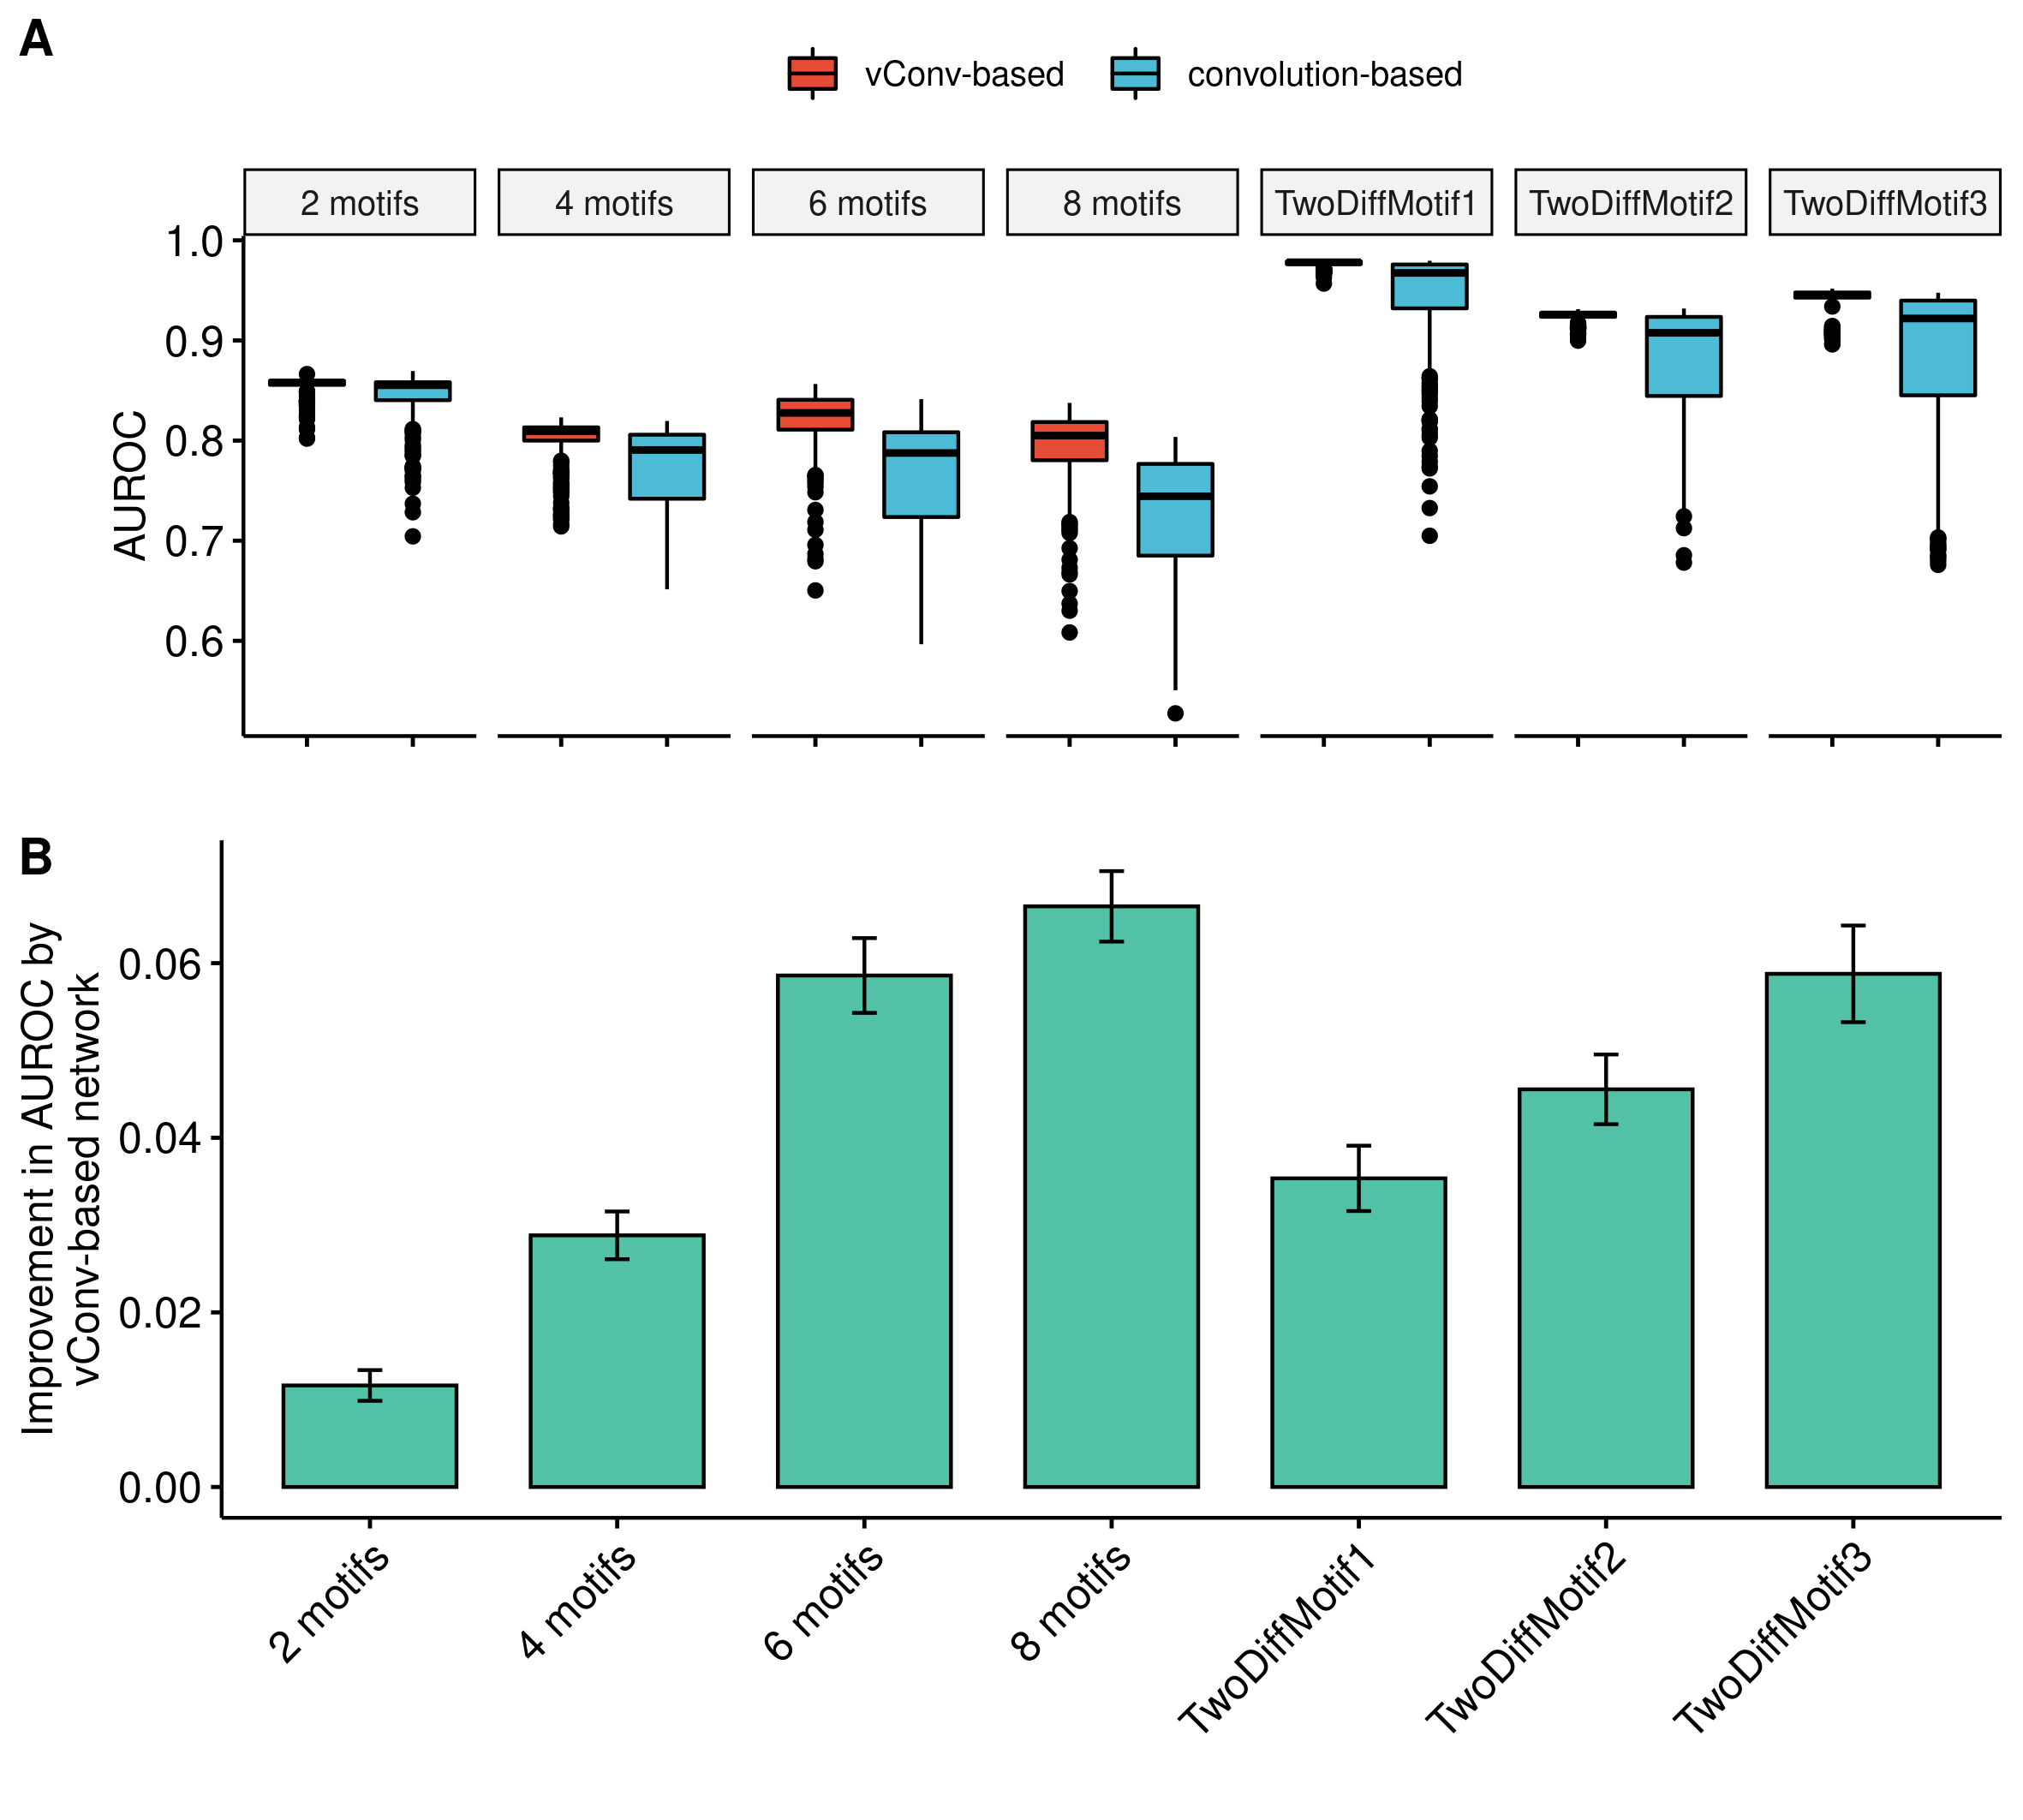 A
vConv-based convolution-based
2 motifs 4 motifs 6 motifs 8 motifs TwoDiffMotif1 TwoDiffMotif2 TwoDiffMotif3
1.0
0.9
0.8
0.7
0.6
AUROC
B
Improvement in AUROC by
vConv-based network
0.06
0.04
0.02
0.00
2 motifs 4 motifs 6 motifs 8 motifs TwoDiffMotif1 TwoDiffMotif2 TwoDiffMotif3